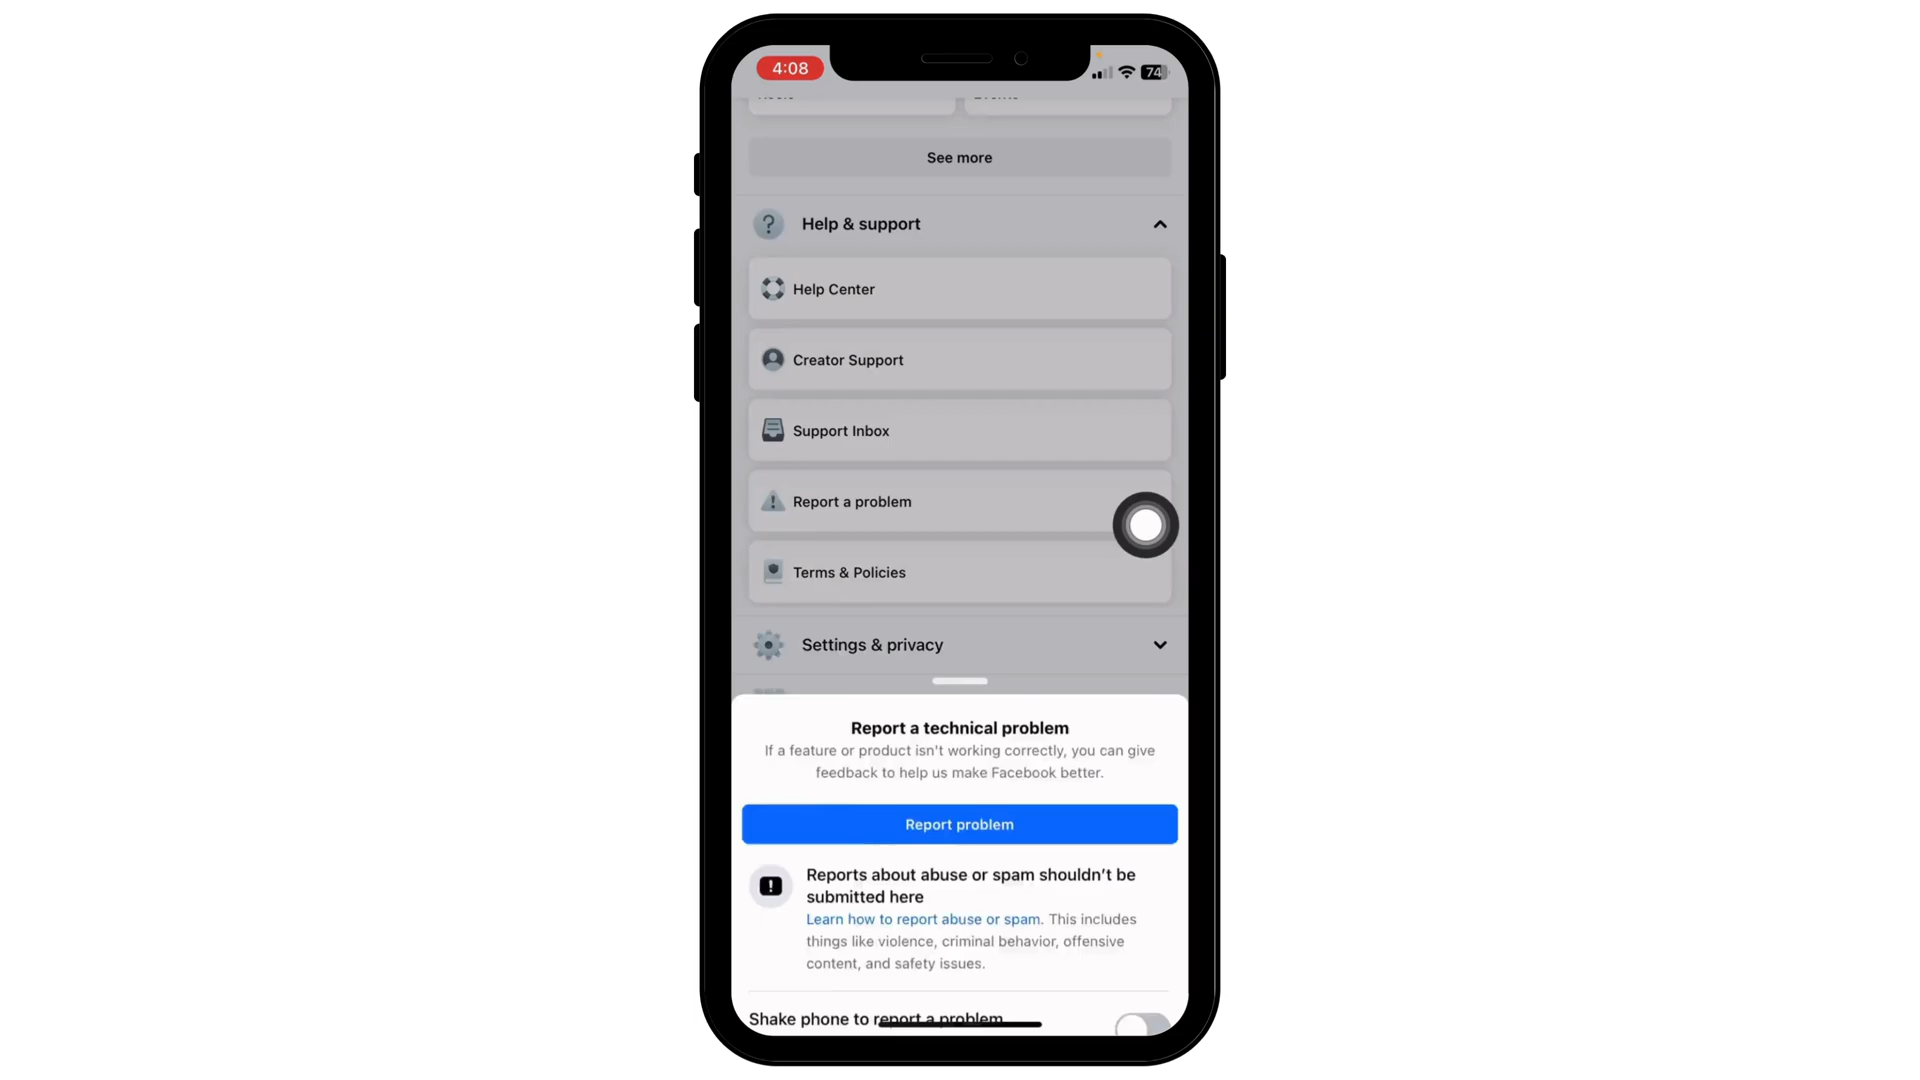 4:08
74
See more
Help & support
Help Center
Creator Support
Support Inbox
Report a problem
Terms & Policies
Settings & privacy
Report a technical problem
If a feature or product isn't working correctly, you can give
feedback to help us make Facebook better.
Report problem
Reports about abuse or spam shouldn't be
submitted here
Learn how to report abuse or spam. This includes
things like violence, criminal behavior, offensive
content, and safety issues.
Shake phone to report a problem